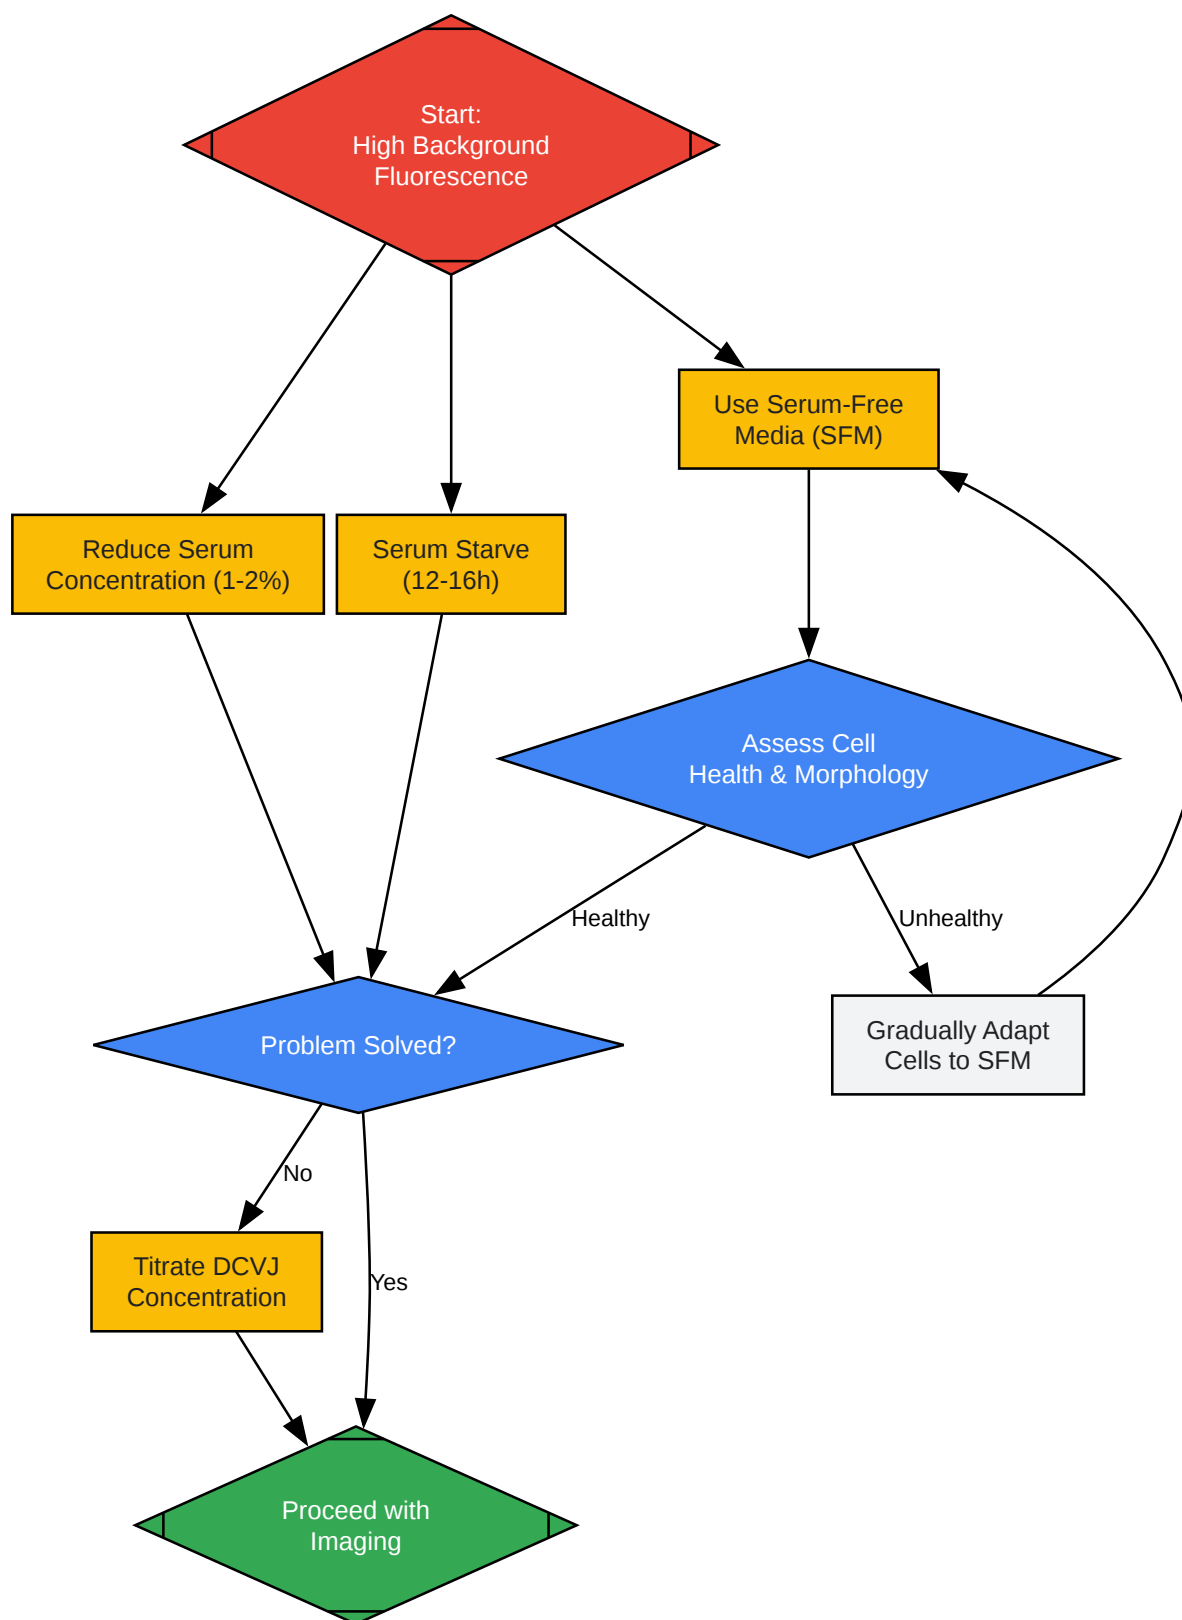 Start:
High Background
Fluorescence
Use Serum-Free
Media (SFM)
Reduce Serum
Concentration (1-2%)
Serum Starve
(12-16h)
Assess Cell
Health & Morphology
Healthy
Unhealthy
Problem Solved?
Gradually Adapt
Cells to SFM
No
Titrate DCVJ
Concentration
Yes
Proceed with
Imaging